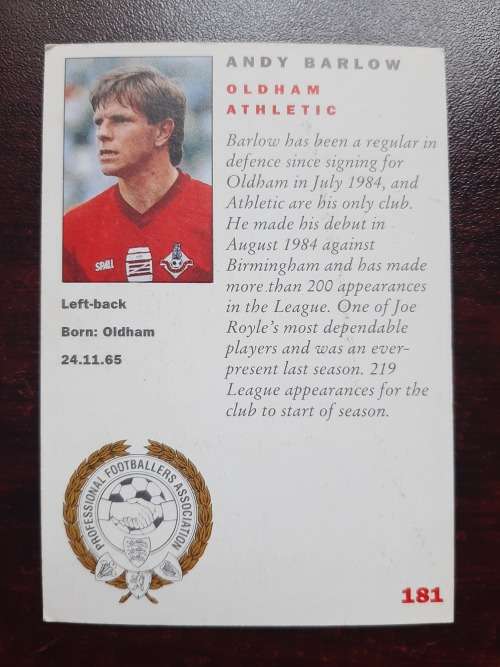 ANDY BARLOW
OLDHAM
ATHLETIC
Barlow has been a regular in
defence since signing for
Oldham in July 1984, and
Athletic are his only club.
He made his debut in
August 1984 against
Birmingham and has made
more than 200 appearances
in the League. One of Joe
Royle's most dependable
players and was an ever-
present last season. 219
League appearances for the
club to start of season.
SPALL
Left-back
Born: Oldham
24.11.65
PROFESSIONAL FOOTBALLERS ASSOCIATION
181